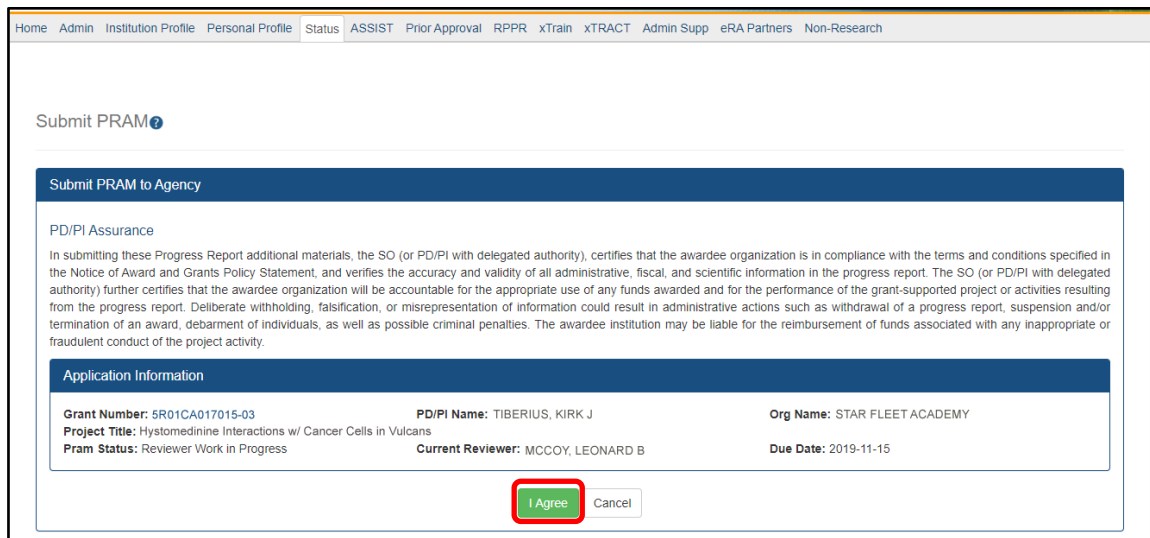 Home Admin Institution Profile Personal Profile Status ASSIST Prior Approval RPPR xTrain xTRACT Admin Supp eRA Partners Non-Research
Submit PRAM?
Submit PRAM to Agency
PD/PI Assurance
In submitting these Progress Report additional materials, the SO (or PD/PI with delegated authority), certifies that the awardee organization is in compliance with the terms and conditions specified in
the Notice of Award and Grants Policy Statement, and verifies the accuracy and validity of all administrative, fiscal, and scientific information in the progress report. The SO (or PD/PI with delegated
authority) further certifies that the awardee organization will be accountable for the appropriate use of any funds awarded and for the performance of the grant-supported project or activities resulting
from the progress report. Deliberate withholding, falsification, or misrepresentation of information could result in administrative actions such as withdrawal of a progress report, suspension and/or
termination of an award, debarment of individuals, as well as possible criminal penalties. The awardee institution may be liable for the reimbursement of funds associated with any inappropriate or
fraudulent conduct of the project activity.
Application Information
Grant Number: 5R01CA017015-03 PD/PI Name: TIBERIUS, KIRK J Org Name: STAR FLEET ACADEMY
Project Title: Hystomedinine Interactions w/ Cancer Cells in Vulcans
Pram Status: Reviewer Work in Progress Current Reviewer: MCCOY, LEONARD B Due Date: 2019-11-15
I Agree Cancel